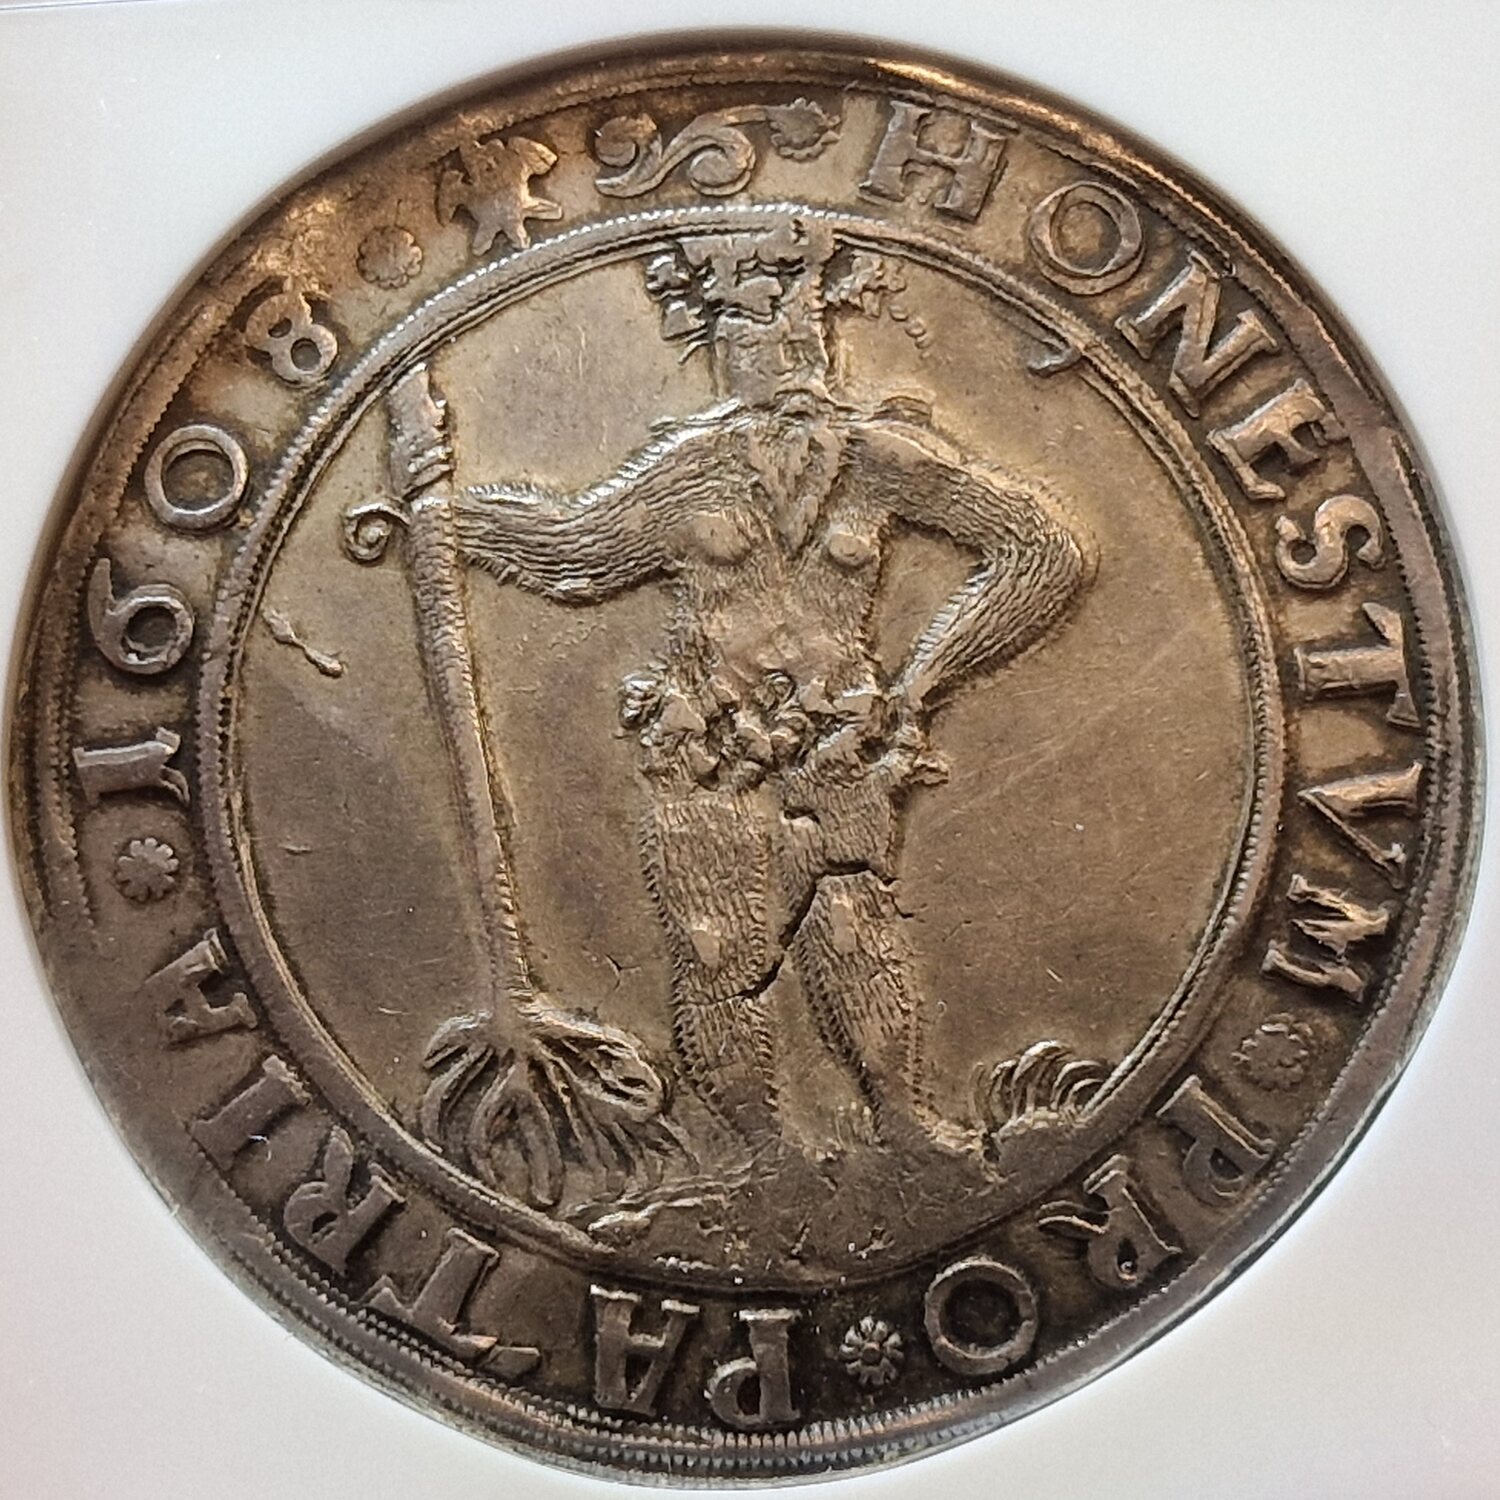 HONESTVM · PRO · PATRIA · 1608 ·